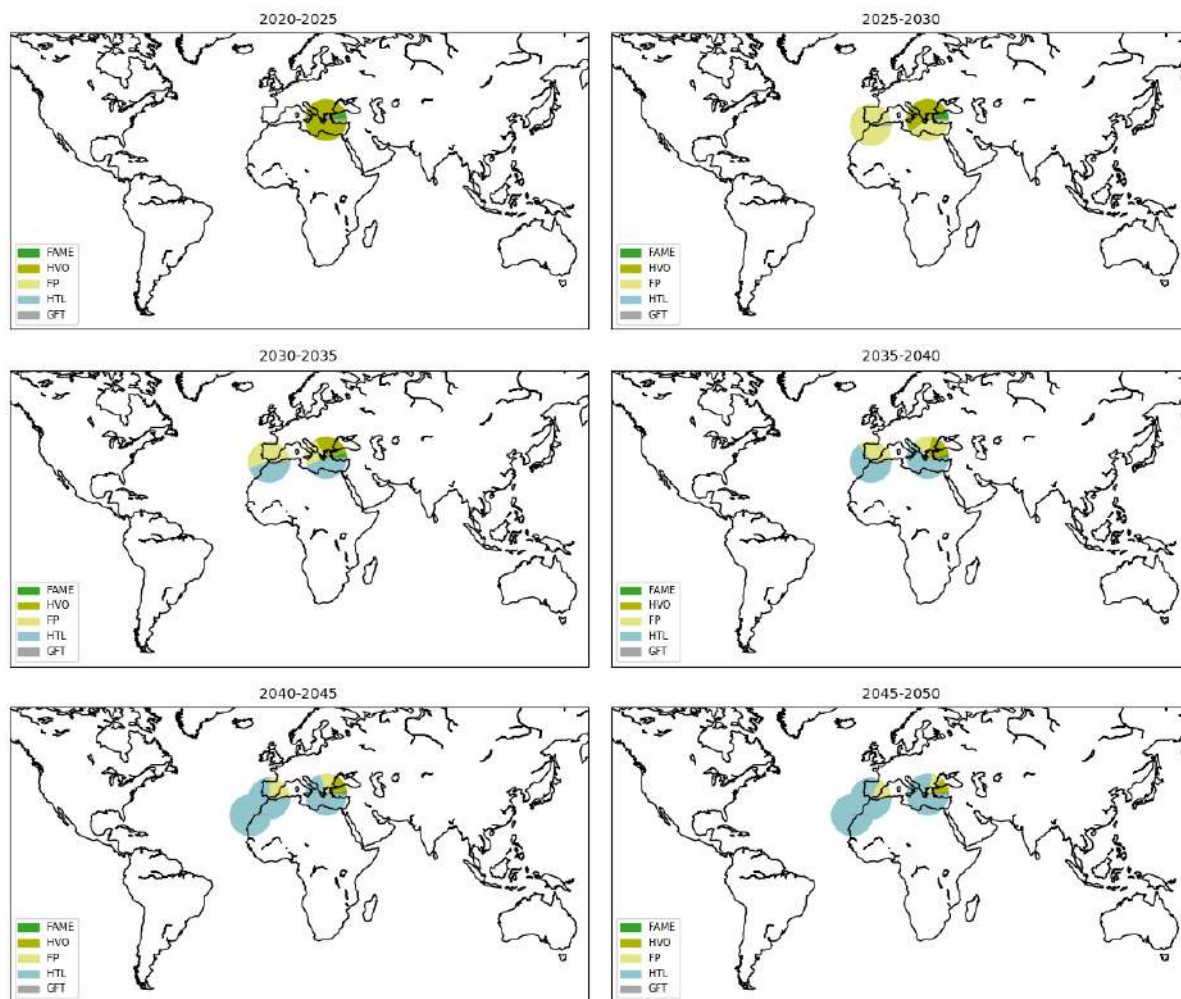 2020-2025
2025-2030
FAME
HVO
FP
HTL
GFT
FAME
HVO
FP
HTL
GFT
2030-2035
2035-2040
FAME
HVO
FP
HTL
GFT
FAME
HVO
FP
HTL
GFT
2040-2045
2045-2050
FAME
HVO
FP
HTL
GFT
FAME
HVO
FP
HTL
GFT